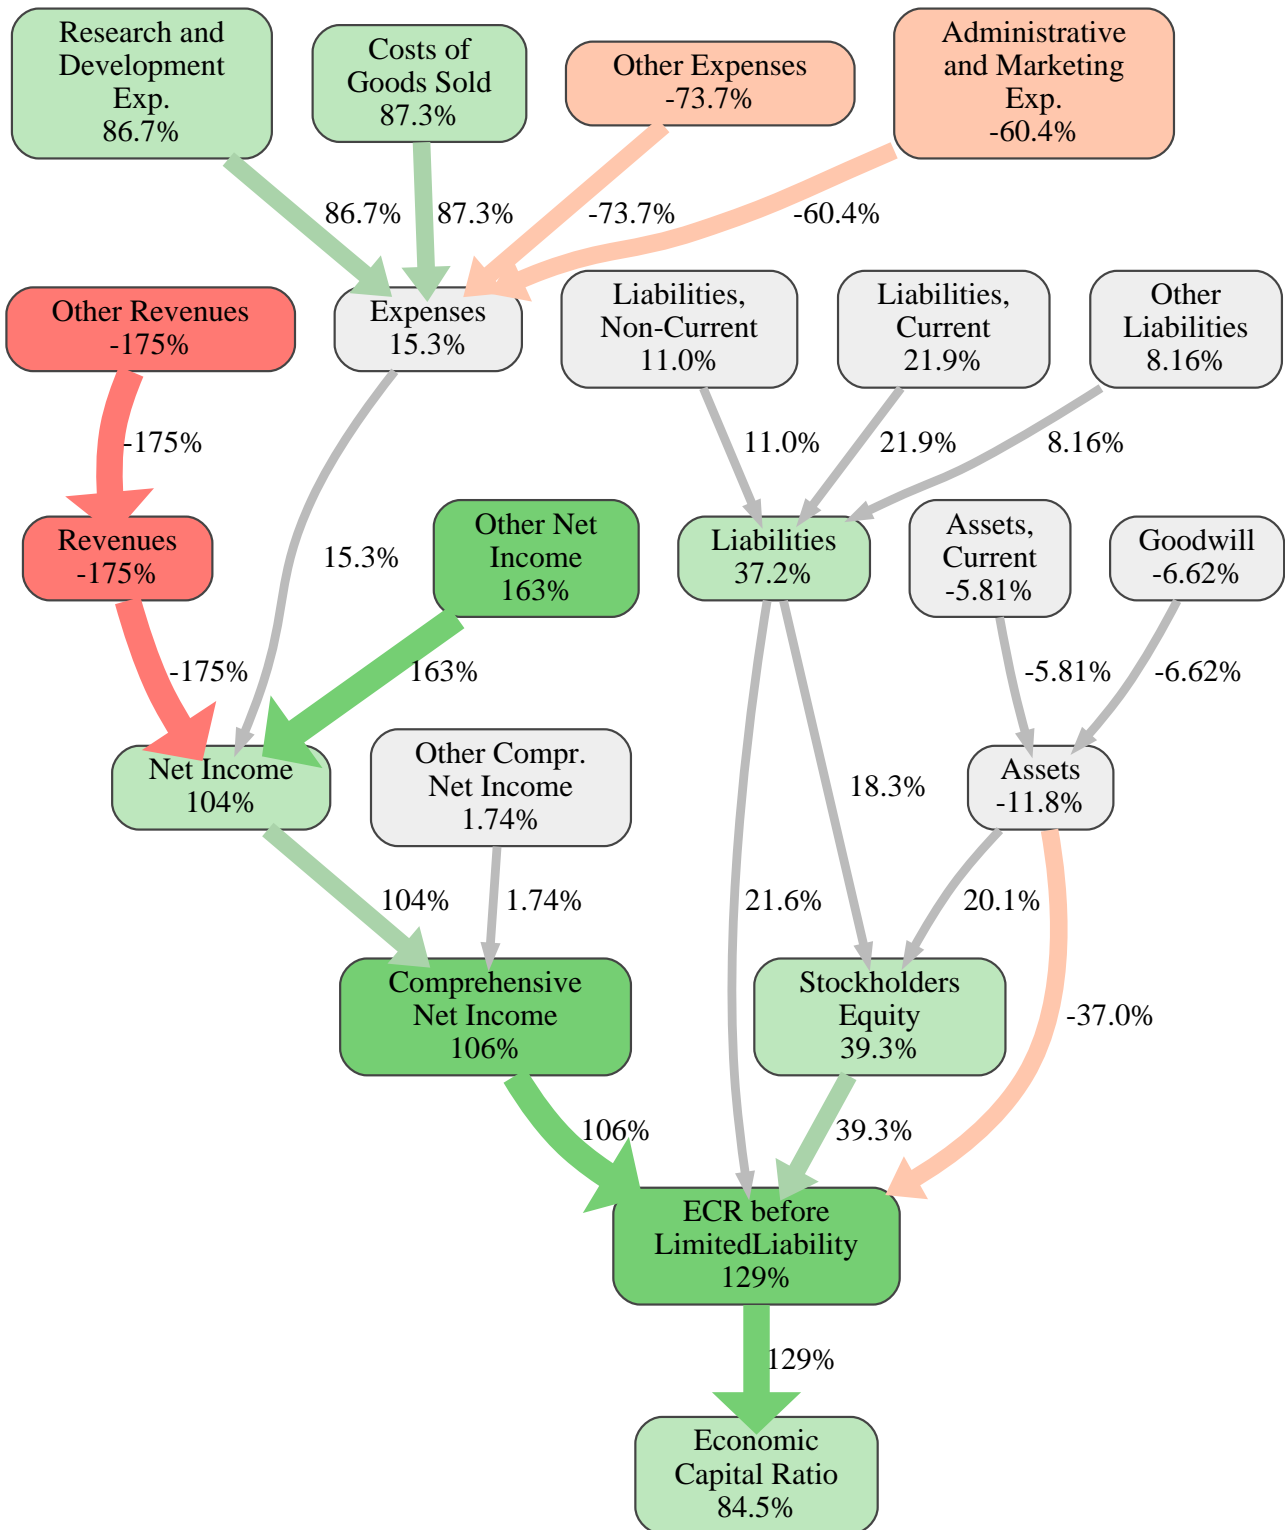 Research and
Development
Exp.
86.7%
Costs of
Goods Sold
87.3%
Other Expenses
-73.7%
Administrative
and Marketing
Exp.
-60.4%
86.7%
87.3%
-73.7%
-60.4%
Other Revenues
-175%
Expenses
15.3%
Liabilities,
Non-Current
11.0%
Liabilities,
Current
21.9%
Other
Liabilities
8.16%
-175%
11.0%
21.9%
8.16%
Revenues
-175%
15.3%
Other Net
Income
163%
Liabilities
37.2%
Assets,
Current
-5.81%
Goodwill
-6.62%
-175%
163%
-5.81%
-6.62%
Net Income
104%
Other Compr.
Net Income
1.74%
18.3%
Assets
-11.8%
104%
1.74%
21.6%
20.1%
Comprehensive
Net Income
106%
Stockholders
Equity
39.3%
-37.0%
106%
39.3%
ECR before
LimitedLiability
129%
129%
Economic
Capital Ratio
84.5%